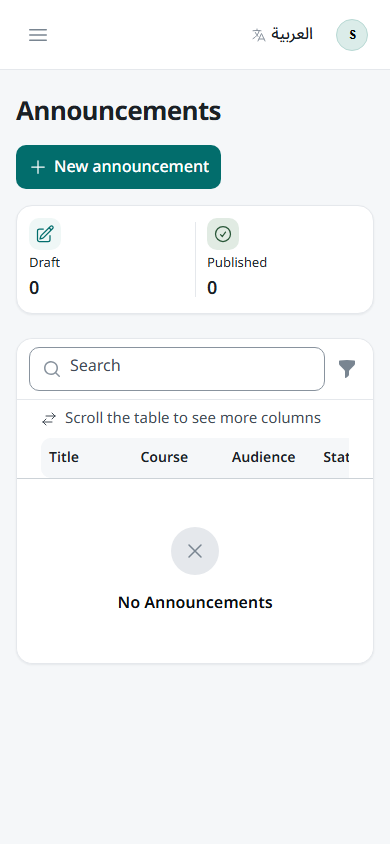 العربية
S
Announcements
New announcement
Draft
0
Published
0
Search
Scroll the table to see more columns
Title Course Audience Stat
No Announcements